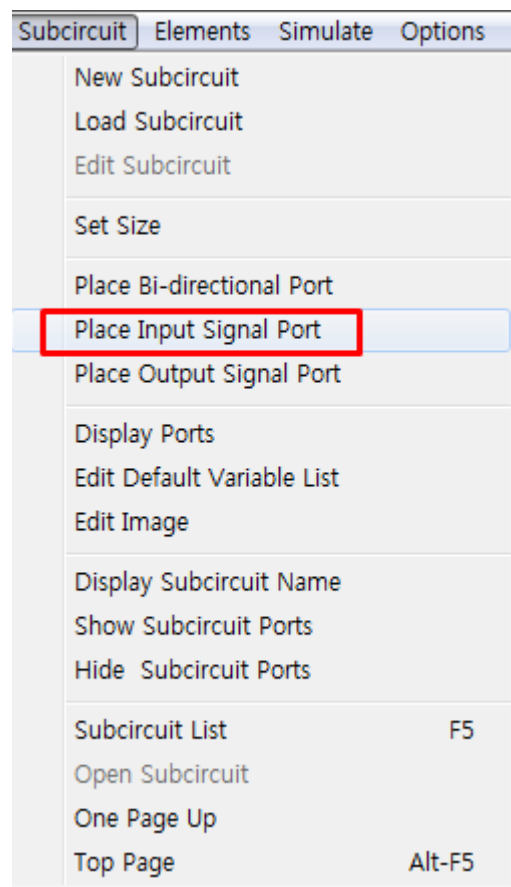 Subcircuit Elements Simulate Options
New Subcircuit
Load Subcircuit
Edit Subcircuit
Set Size
Place Bi-directional Port
Place Input Signal Port
Place Output Signal Port
Display Ports
Edit Default Variable List
Edit Image
Display Subcircuit Name
Show Subcircuit Ports
Hide  Subcircuit Ports
Subcircuit List F5
Open Subcircuit
One Page Up
Top Page Alt-F5